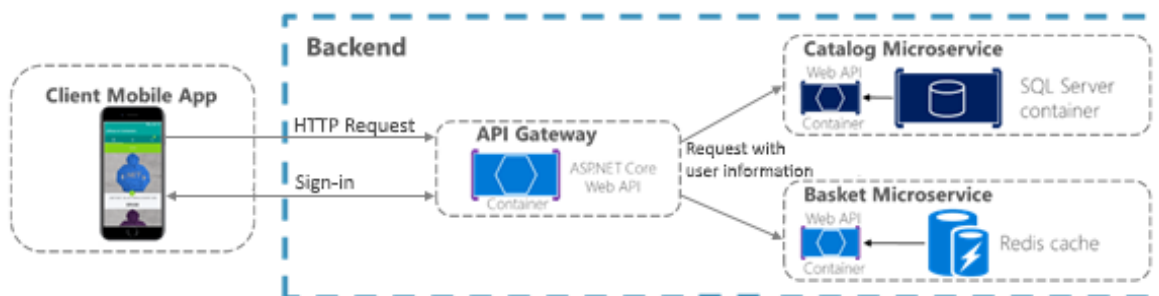 Backend
Client Mobile App
HTTP Request
Sign-in
API Gateway
ASP.NET Core
Web API
Container
Request with
user information
Catalog Microservice
Web API
Container
SQL Server
container
Basket Microservice
Web API
Container
Redis cache